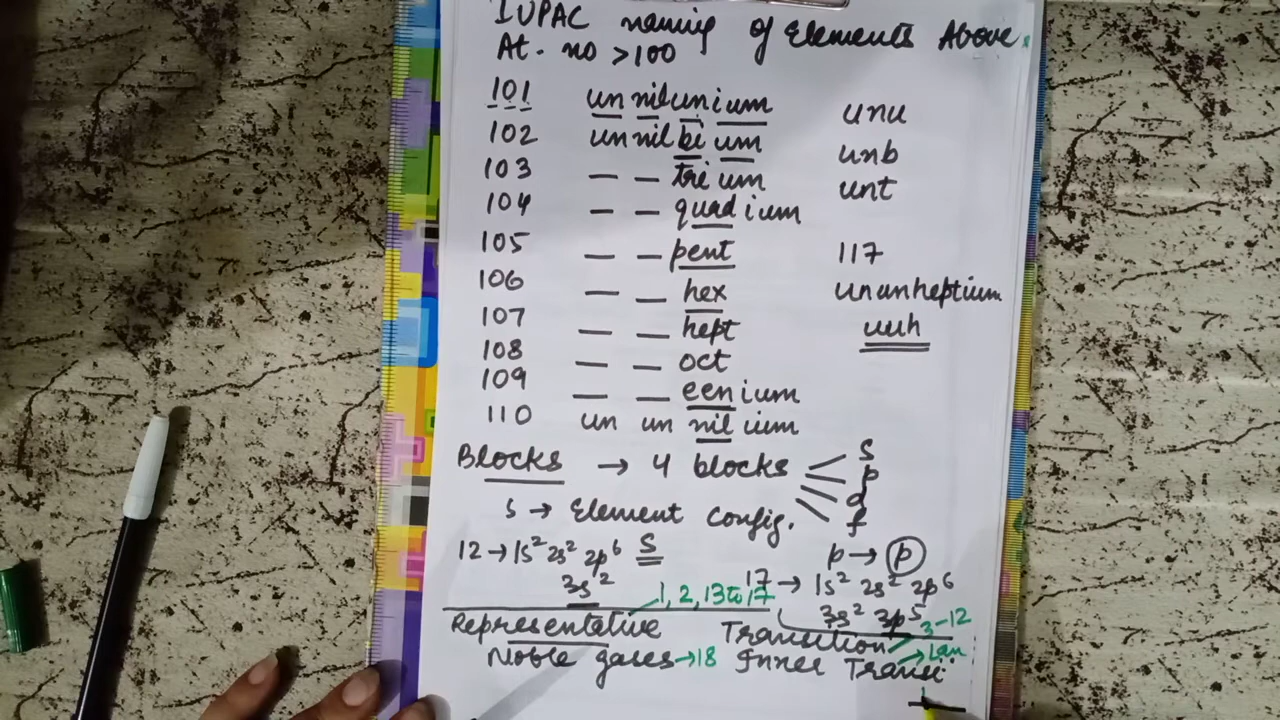 IUPAC naming of Elements Above
At. no >100
101 unnilunium unu
102 unnilbium unb
103 — — trium unt
104 — — quadium
105 — — pent 117
106 — — hex ununheptium
107 — — hept uuh
108 — — oct
109 — — eenium
110 un un nilium
Blocks → 4 blocks s p d f
s → Element config.
12 → 1s² 2s² 2p⁶ S p → p
3s² 17 → 1s² 2s² 2p⁶
1, 2, 13 to 17 3s² 3p⁵
Representative Transition 3-12
Noble gases → 18 Inner Transi → Lan